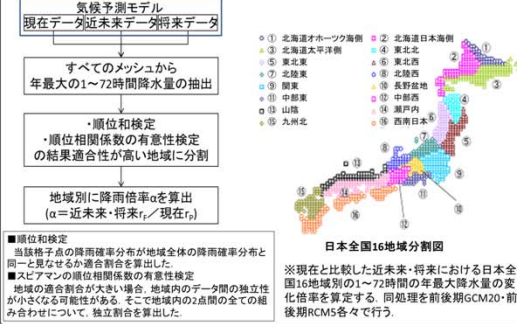 気候予測モデル
現在データ 近未来データ 将来データ
すべてのメッシュから
年最大の1～72時間降水量の抽出
・順位和検定
・順位相関係数の有意性検定
の結果適合性が高い地域に分割
地域別に降雨倍率αを算出
(α＝近未来・将来rₚ／現在rₚ)
■順位和検定
当該格子点の降雨確率分布が地域全体の降雨確率分布と
同一と見なせるか適合割合を算出した.
■スピアマンの順位相関係数の有意性検定
地域の適合割合が大きい場合, 地域内のデータ間の独立性
が小さくなる可能性がある. そこで地域内の2点間の全ての組
み合わせについて, 独立割合を算出した.
① 北海道オホーツク海側 ② 北海道日本海側
③ 北海道太平洋側 ④ 東北北
⑤ 東北東 ⑥ 東北西
⑦ 北陸東 ⑧ 北陸西
⑨ 関東 ⑩ 長野盆地
⑪ 中部東 ⑫ 中部西
⑬ 山陰 ⑭ 瀬戸内
⑮ 九州北 ⑯ 西南日本
①
②
③
④
⑥
⑤
⑦
⑧
⑬
⑨
⑭
⑮
⑪
⑩
⑯
⑫
日本全国16地域分割図
※現在と比較した近未来・将来における日本全
国16地域別の1～72時間の年最大降水量の変
化倍率を算定する. 同処理を前後期GCM20・前
後期RCM5各々で行う.